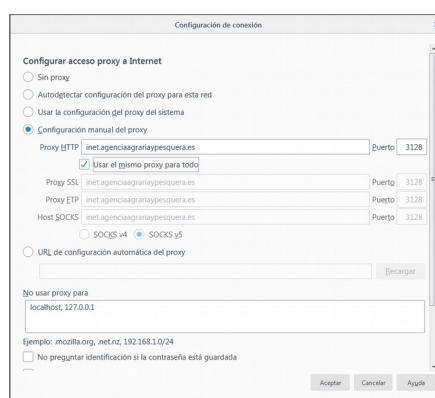 Configuración de conexión
Configurar acceso proxy a Internet
Sin proxy
Autodetectar configuración del proxy para esta red
Usar la configuración del proxy del sistema
Configuración manual del proxy
Proxy HTTP inet.agenciaagrariaypesquera.es Puerto 3128
Usar el mismo proxy para todo
Proxy SSL inet.agenciaagrariaypesquera.es Puerto 3128
Proxy FTP inet.agenciaagrariaypesquera.es Puerto 3128
Host SOCKS inet.agenciaagrariaypesquera.es Puerto 3128
SOCKS v4 SOCKS v5
URL de configuración automática del proxy
Recargar
No usar proxy para
localhost, 127.0.0.1
Ejemplo: .mozilla.org, .net.nz, 192.168.1.0/24
No preguntar identificación si la contraseña está guardada
Aceptar Cancelar Ayuda